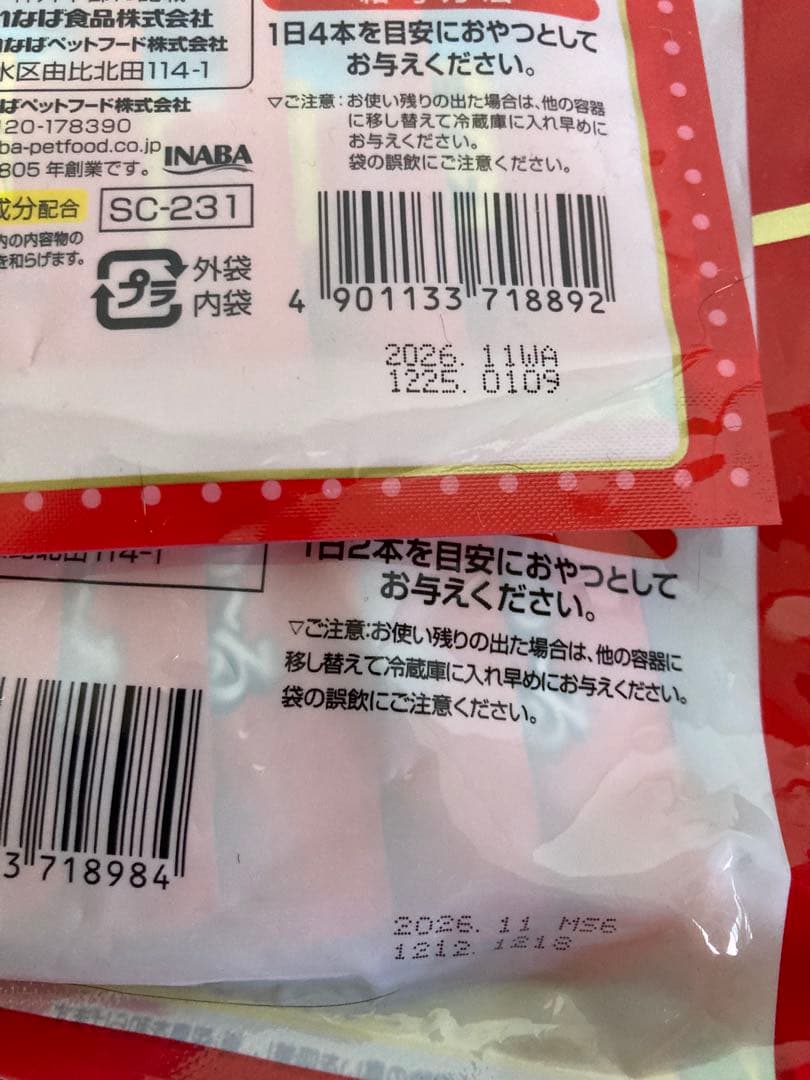 いなば食品株式会社
いなばペットフード株式会社
水区由比北田114-1
ばペットフード株式会社
120-178390
ba-petfood.co.jp
805年創業です。
INABA
成分配合
SC-231
内の内容物の
を和らげます。
プラ
外袋
内袋
1日4本を目安におやつとして
お与えください。
▽ご注意:お使い残りの出た場合は、他の容器
に移し替えて冷蔵庫に入れ早めに
お与えください。
袋の誤飲にご注意ください。
4 901133 718892
2026. 11WA
1225. 0109
北田114-1
1日2本を目安におやつとして
お与えください。
▽ご注意:お使い残りの出た場合は、他の容器に
移し替えて冷蔵庫に入れ早めにお与えください。
袋の誤飲にご注意ください。
3 718984
2026. 11 MS6
1212. 1218